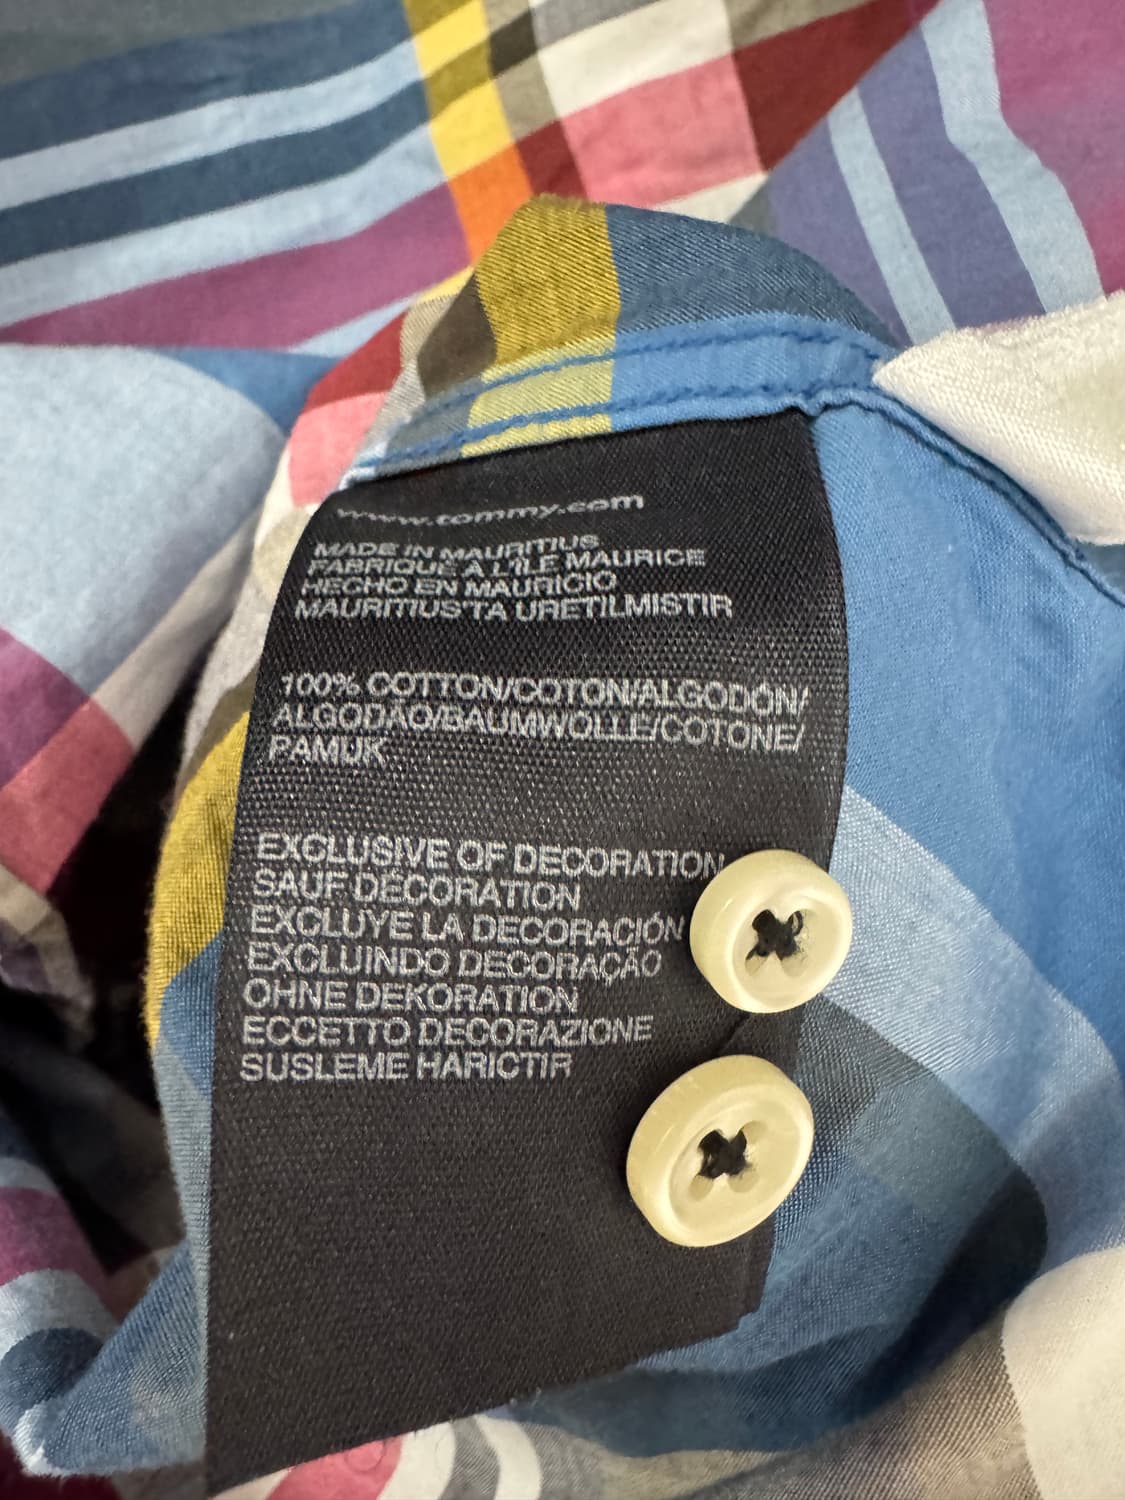 www.tommy.com
MADE IN MAURITIUS
FABRIQUÉ À L'ÎLE MAURICE
HECHO EN MAURICIO
MAURITIUS'TA URETILMISTIR
100% COTTON/COTON/ALGODÓN/
ALGODÃO/BAUMWOLLE/COTONE/
PAMUK
EXCLUSIVE OF DECORATION
SAUF DÉCORATION
EXCLUYE LA DECORACIÓN
EXCLUINDO DECORAÇÃO
OHNE DEKORATION
ECCETTO DECORAZIONE
SUSLEME HARICTIR